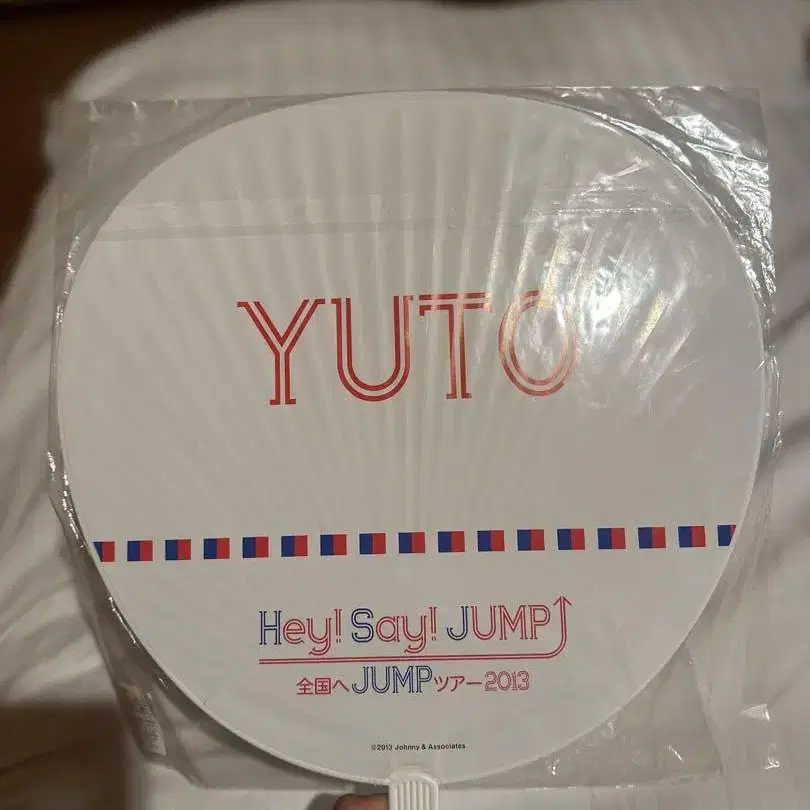 YUTO
Hey! Say! JUMP
全国へJUMPツアー2013
©2013 Johnny & Associates